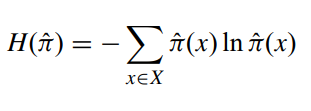 H(π̂) = − ∑ π̂(x) ln π̂(x)
x∈X